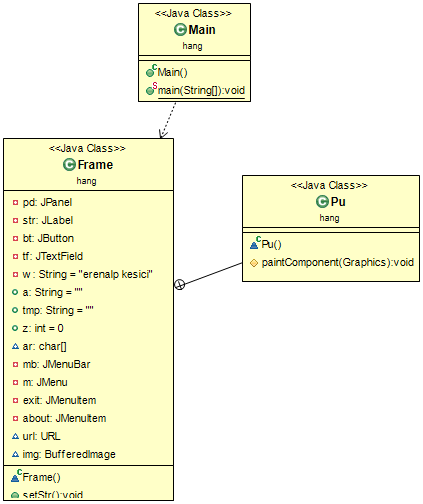 <<Java Class>>
Main
hang
Main()
main(String[]):void
<<Java Class>>
Frame
hang
pd: JPanel
str: JLabel
bt: JButton
tf: JTextField
w : String = "erenalp kesici"
a: String = ""
tmp: String = ""
z: int = 0
ar: char[]
mb: JMenuBar
m: JMenu
exit: JMenuItem
about: JMenuItem
url: URL
img: BufferedImage
Frame()
setStr():void
<<Java Class>>
Pu
hang
Pu()
paintComponent(Graphics):void